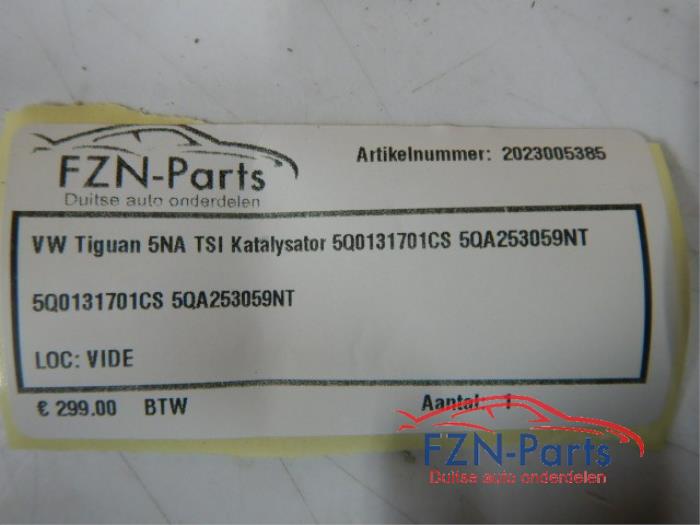 FZN-Parts
Duitse auto onderdelen
Artikelnummer: 2023005385
VW Tiguan 5NA TSI Katalysator 5Q0131701CS 5QA253059NT
5Q0131701CS 5QA253059NT
LOC: VIDE
€ 299.00 BTW
Aantal: 1
FZN-Parts
Duitse auto onderdelen